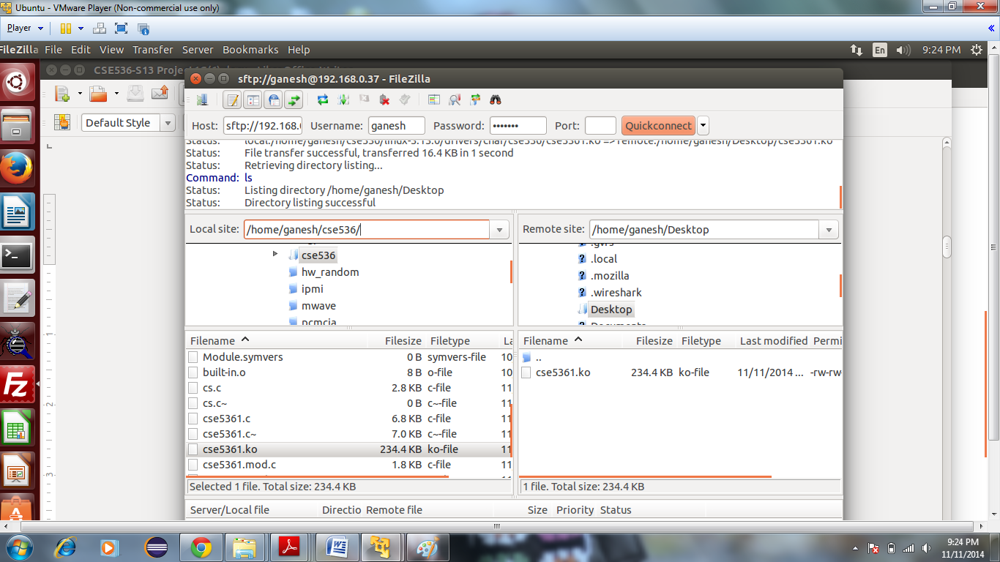 Ubuntu - VMware Player (Non-commercial use only)
Player
FileZilla File Edit View Transfer Server Bookmarks Help En 9:24 PM
CSE536-S13 Project
sftp://ganesh@192.168.0.37 - FileZilla
Default Style
Host: sftp://192.168.0 Username: ganesh Password: ••••••• Port: Quickconnect
Status: local:/home/ganesh/cse536/linux-3.13.0/drivers/char/cse536/cse5361.ko => remote:/home/ganesh/Desktop/cse5361.ko
Status: File transfer successful, transferred 16.4 KB in 1 second
Status: Retrieving directory listing...
Command: ls
Status: Listing directory /home/ganesh/Desktop
Status: Directory listing successful
Local site: /home/ganesh/cse536/
Remote site: /home/ganesh/Desktop
cse536
hw_random
ipmi
mwave
pcmcia
.gvfs
.local
.mozilla
.wireshark
Desktop
Documents
Filename Filesize Filetype La
Module.symvers 0 B symvers-file 10
built-in.o 8 B o-file 10
cs.c 2.8 KB c-file 11
cs.c~ 0 B c~-file 11
cse5361.c 6.8 KB c-file 11
cse5361.c~ 7.0 KB c~-file 11
cse5361.ko 234.4 KB ko-file 11
cse5361.mod.c 1.8 KB c-file 11
Selected 1 file. Total size: 234.4 KB
Filename Filesize Filetype Last modified Permi
..
cse5361.ko 234.4 KB ko-file 11/11/2014 ... -rw-rw-
1 file. Total size: 234.4 KB
Server/Local file Directio Remote file Size Priority Status
1
2
3
9:24 PM
11/11/2014